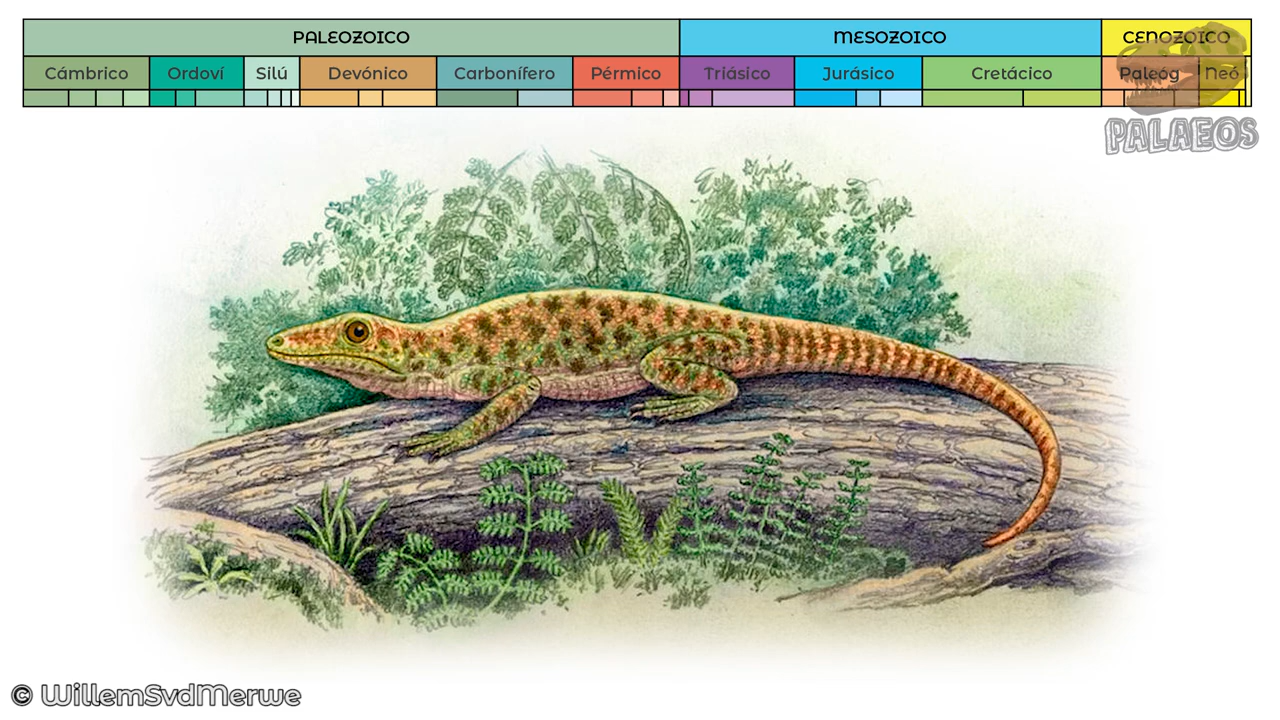 PALEOZOICO MESOZOICO CENOZOICO
Cámbrico Ordoví Silú Devónico Carbonífero Pérmico Triásico Jurásico Cretácico Paleóg Neó
PALAEOS
© WillemSvdMerwe